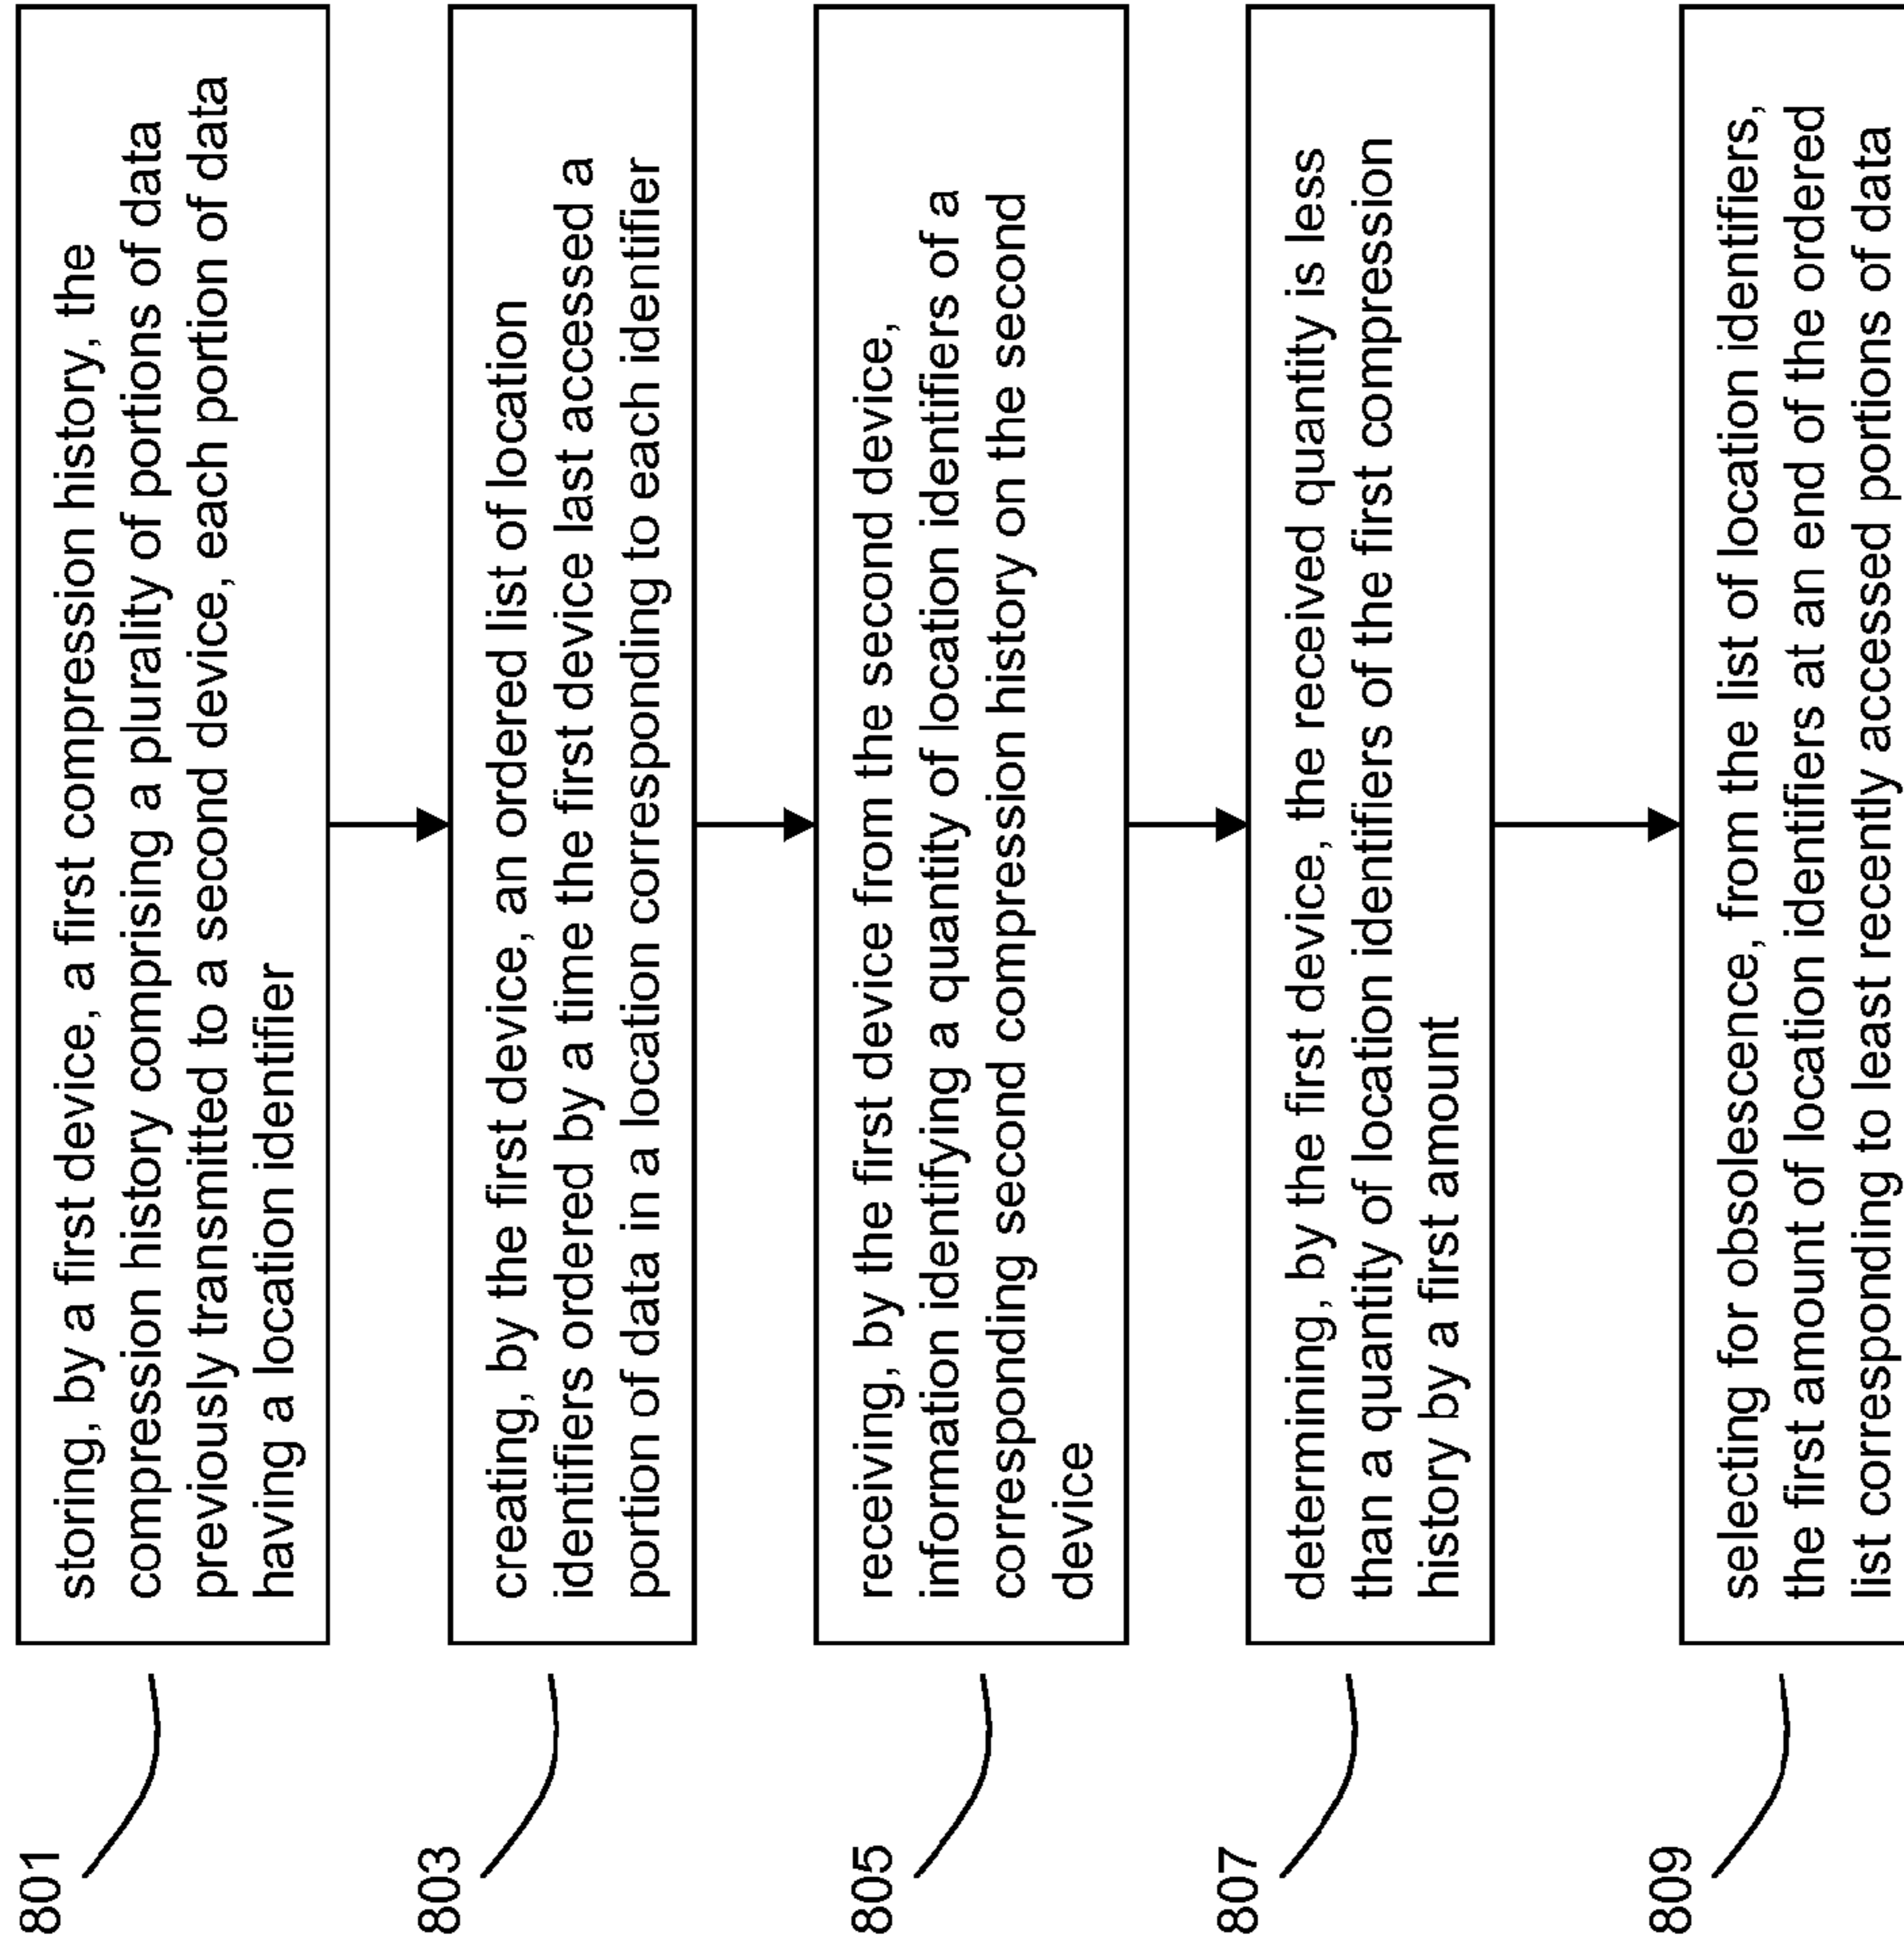 801
storing, by a first device, a first compression history, the
compression history comprising a plurality of portions of data
previously transmitted to a second device, each portion of data
having a location identifier
803
creating, by the first device, an ordered list of location
identifiers ordered by a time the first device last accessed a
portion of data in a location corresponding to each identifier
805
receiving, by the first device from the second device,
information identifying a quantity of location identifiers of a
corresponding second compression history on the second
device
807
determining, by the first device, the received quantity is less
than a quantity of location identifiers of the first compression
history by a first amount
809
selecting for obsolescence, from the list of location identifiers,
the first amount of location identifiers at an end of the ordered
list corresponding to least recently accessed portions of data